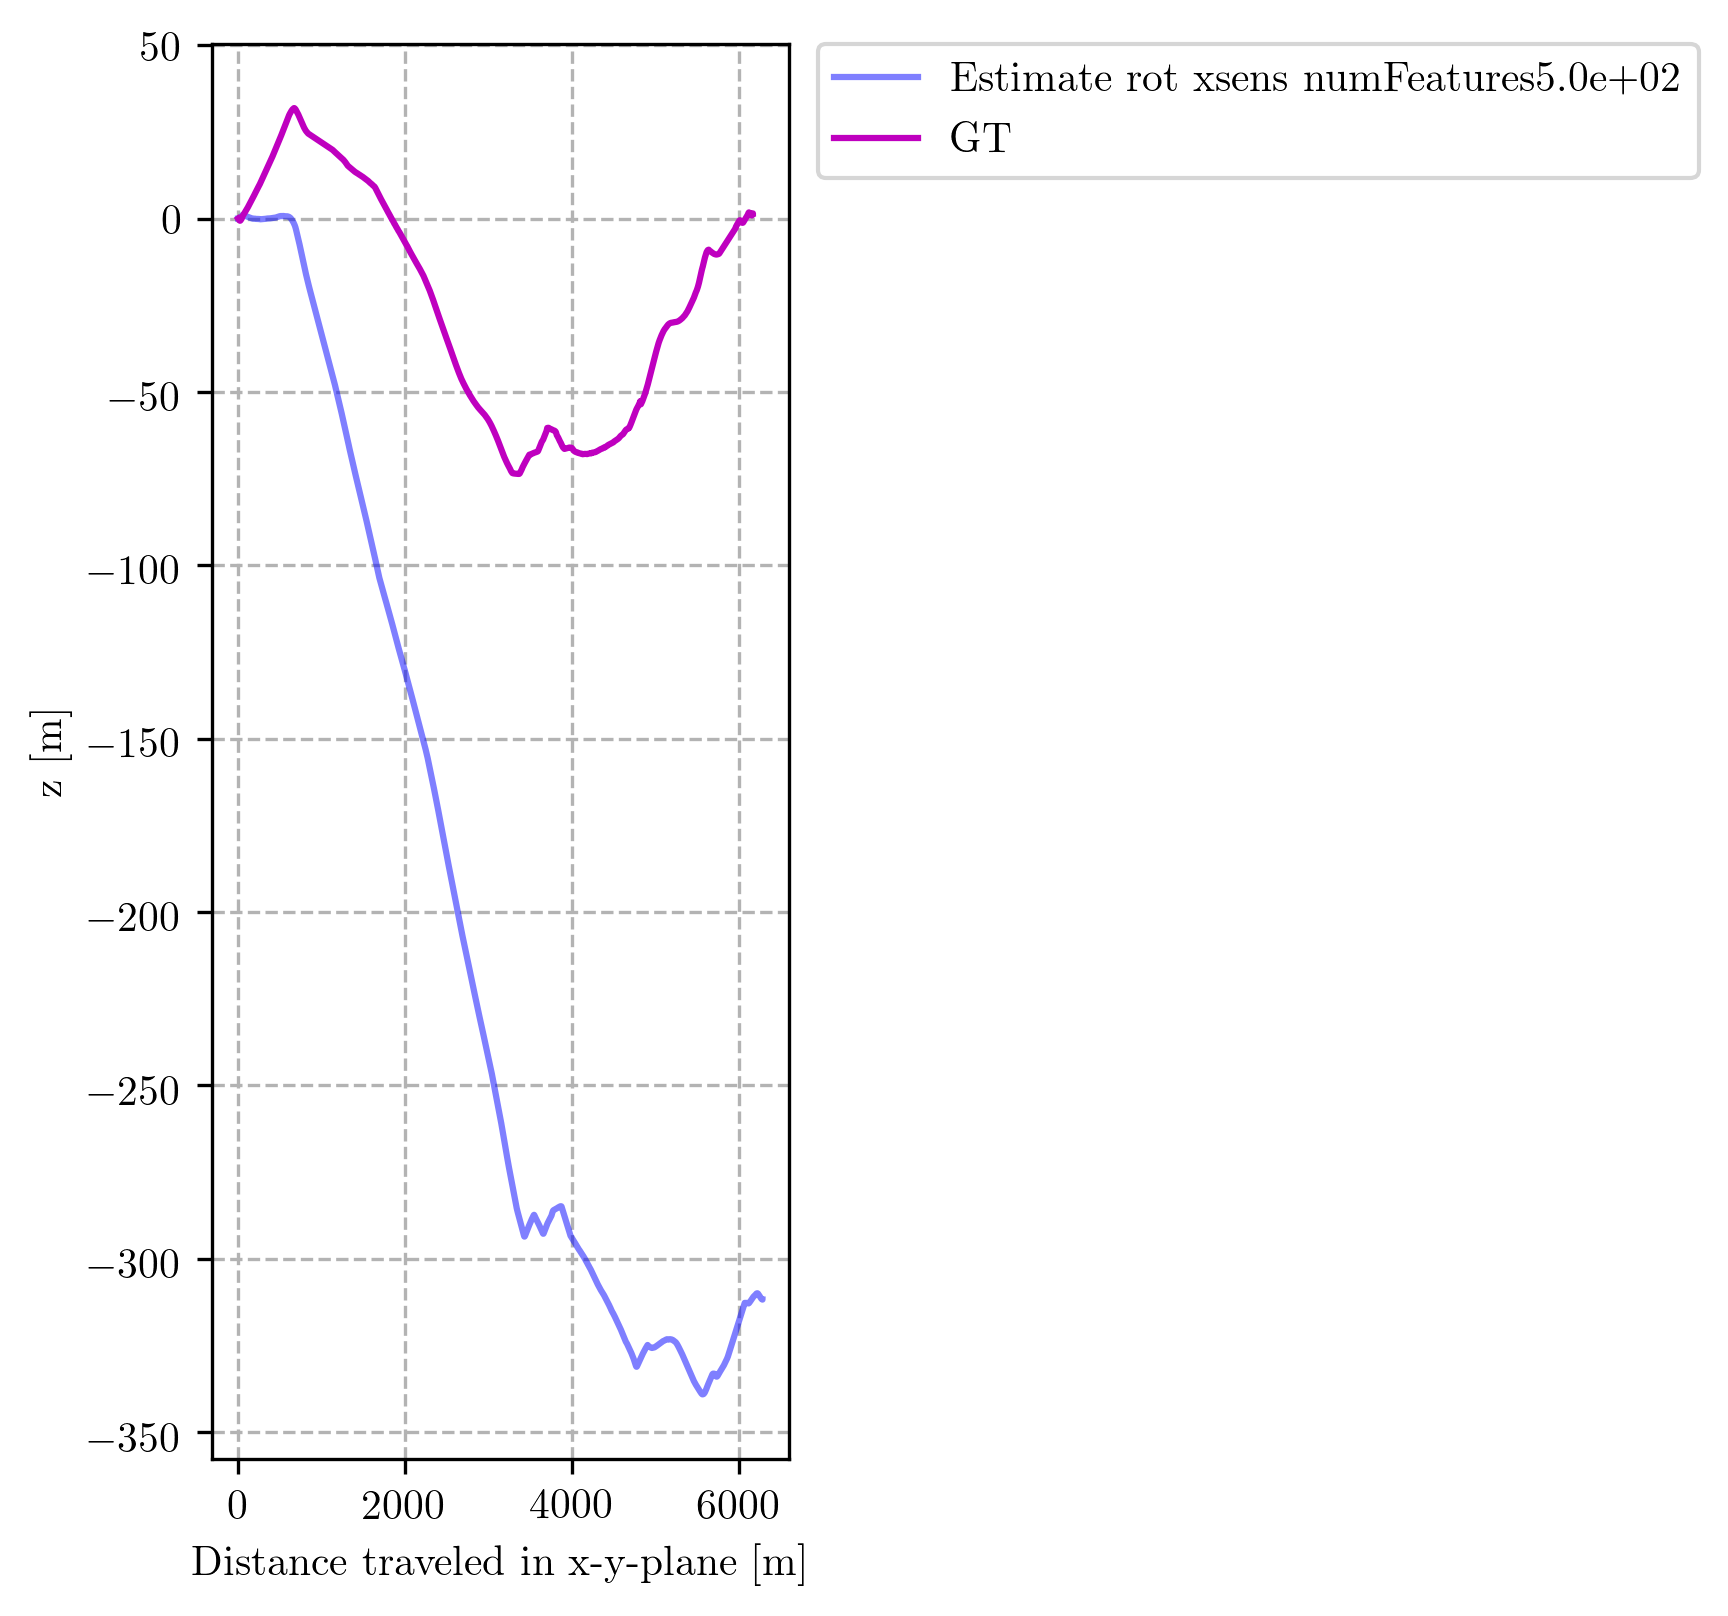 Estimate rot xsens numFeatures5.0e+02
GT
50
0
−50
−100
−150
−200
−250
−300
−350
z [m]
0 2000 4000 6000
Distance traveled in x-y-plane [m]